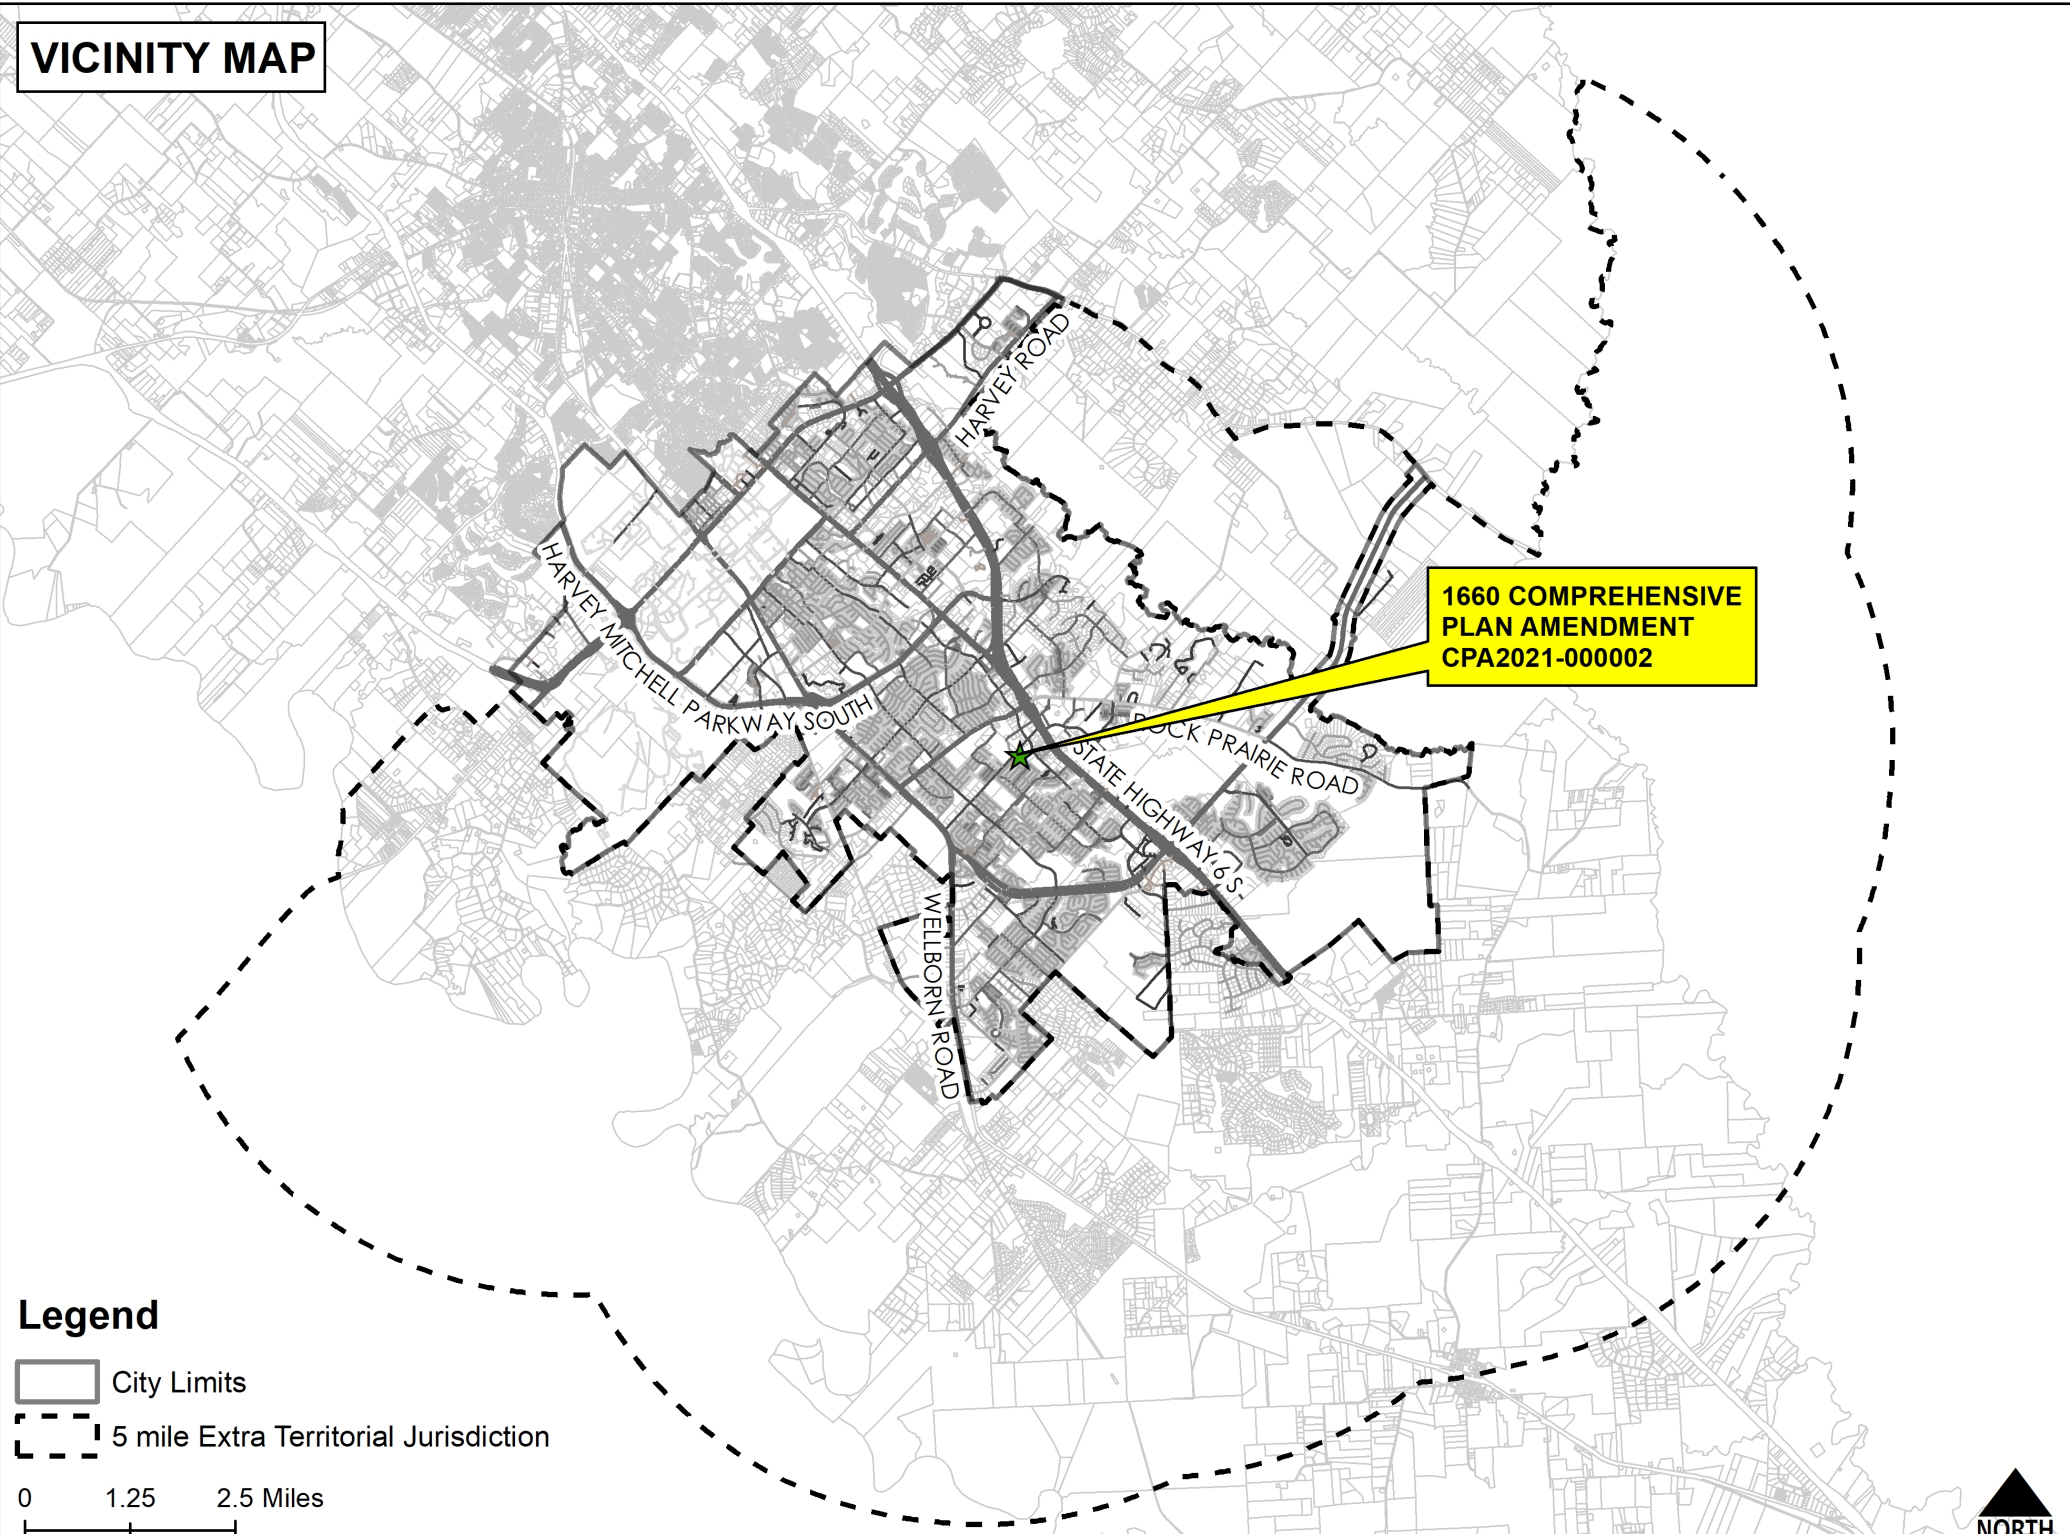 VICINITY MAP
HARVEY ROAD
HARVEY MITCHELL PARKWAY SOUTH
1660 COMPREHENSIVE
PLAN AMENDMENT
CPA2021-000002
ROCK PRAIRIE ROAD
STATE HIGHWAY 6 S
WELLBORN ROAD
Legend
City Limits
5 mile Extra Territorial Jurisdiction
0 1.25 2.5 Miles
NORTH